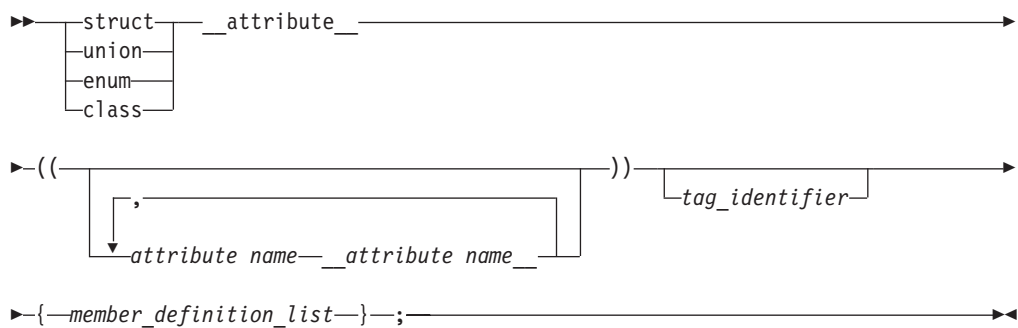 struct __attribute__
union
enum
class
(( ))
tag_identifier
,
attribute name __attribute name__
{ member_definition_list } ;